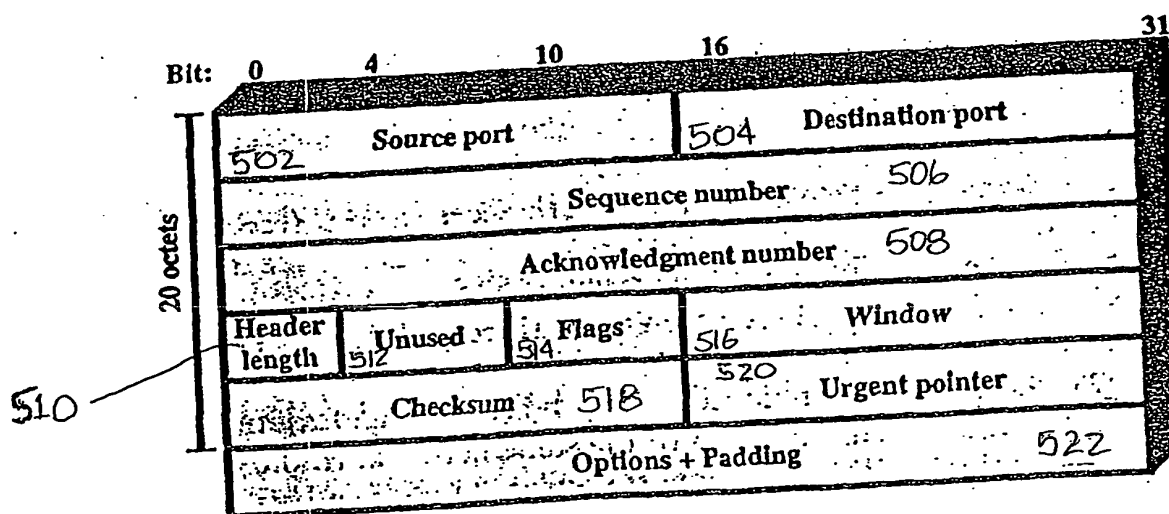 Bit: 0 4 10 16 31
Source port 502 504 Destination port
Sequence number 506
Acknowledgment number 508
20 octets
Header length 512 Unused 514 Flags 516 Window
510
Checksum 518 520 Urgent pointer
Options + Padding 522